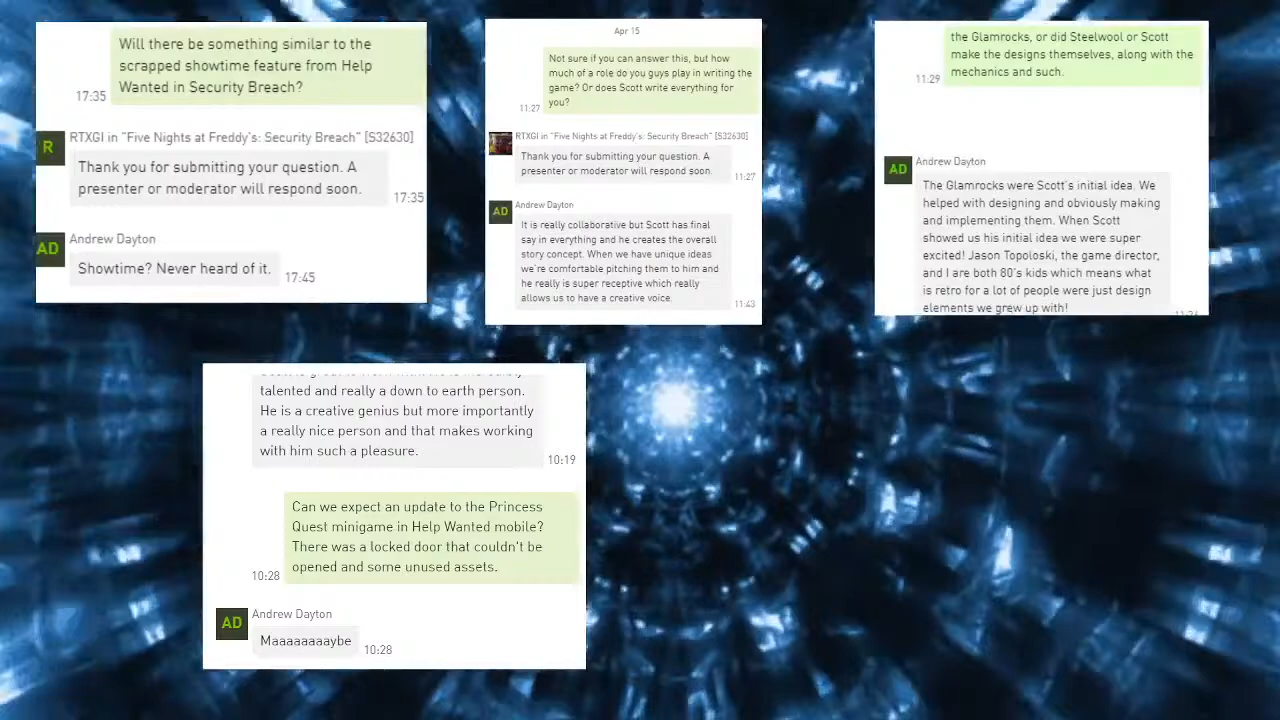 Will there be something similar to the
scrapped showtime feature from Help
Wanted in Security Breach?
17:35
R
RTXGI in "Five Nights at Freddy's: Security Breach" [S32630]
Thank you for submitting your question. A
presenter or moderator will respond soon.
17:35
AD
Andrew Dayton
Showtime? Never heard of it.
17:45
Apr 15
Not sure if you can answer this, but how
much of a role do you guys play in writing the
game? Or does Scott write everything for
you?
11:27
RTXGI in "Five Nights at Freddy's: Security Breach" [S32630]
Thank you for submitting your question. A
presenter or moderator will respond soon.
11:27
AD
Andrew Dayton
It is really collaborative but Scott has final
say in everything and he creates the overall
story concept. When we have unique ideas
we're comfortable pitching them to him and
he really is super receptive which really
allows us to have a creative voice.
11:43
the Glamrocks, or did Steelwool or Scott
make the designs themselves, along with the
mechanics and such.
11:29
AD
Andrew Dayton
The Glamrocks were Scott's initial idea. We
helped with designing and obviously making
and implementing them. When Scott
showed us his initial idea we were super
excited! Jason Topoloski, the game director,
and I are both 80's kids which means what
is retro for a lot of people were just design
elements we grew up with!
talented and really a down to earth person.
He is a creative genius but more importantly
a really nice person and that makes working
with him such a pleasure.
10:19
Can we expect an update to the Princess
Quest minigame in Help Wanted mobile?
There was a locked door that couldn't be
opened and some unused assets.
10:28
AD
Andrew Dayton
Maaaaaaaaybe
10:28